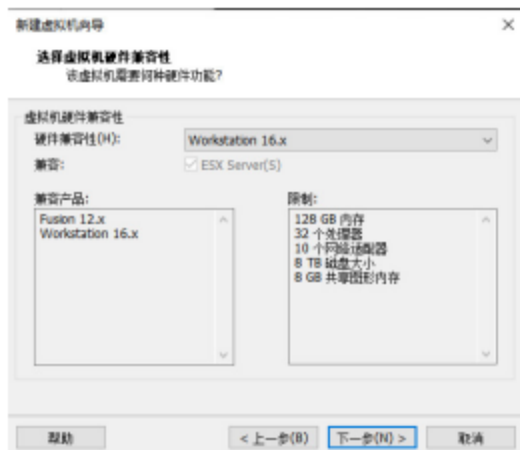 新建虚拟机向导
选择虚拟机硬件兼容性
该虚拟机需要何种硬件功能?
虚拟机硬件兼容性
硬件兼容性(H): Workstation 16.x
兼容: ESX Server(S)
兼容产品: 限制:
Fusion 12.x 128 GB 内存
Workstation 16.x 32 个处理器
10 个网络适配器
8 TB 磁盘大小
8 GB 共享图形内存
帮助 < 上一步(B) 下一步(N) > 取消